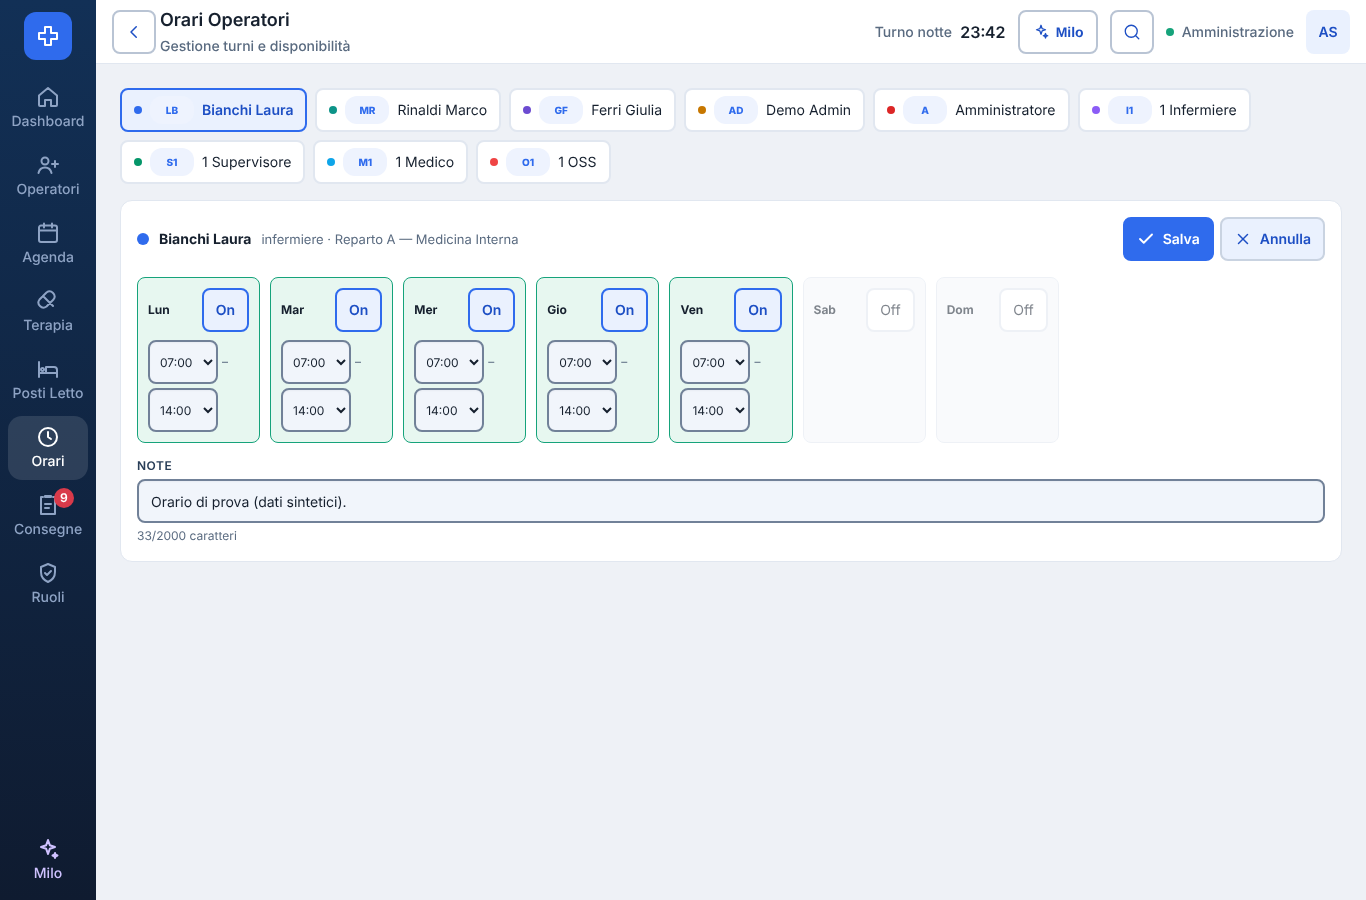 Orari Operatori
Gestione turni e disponibilità
Turno notte 23:42
Milo
Amministrazione
AS
Dashboard
Operatori
Agenda
Terapia
Posti Letto
Orari
Consegne
9
Ruoli
Milo
LB Bianchi Laura
MR Rinaldi Marco
GF Ferri Giulia
AD Demo Admin
A Amministratore
I1 1 Infermiere
S1 1 Supervisore
M1 1 Medico
O1 1 OSS
Bianchi Laura infermiere · Reparto A — Medicina Interna
Salva
Annulla
Lun On
07:00 –
14:00
Mar On
07:00 –
14:00
Mer On
07:00 –
14:00
Gio On
07:00 –
14:00
Ven On
07:00 –
14:00
Sab Off
Dom Off
NOTE
Orario di prova (dati sintetici).
33/2000 caratteri